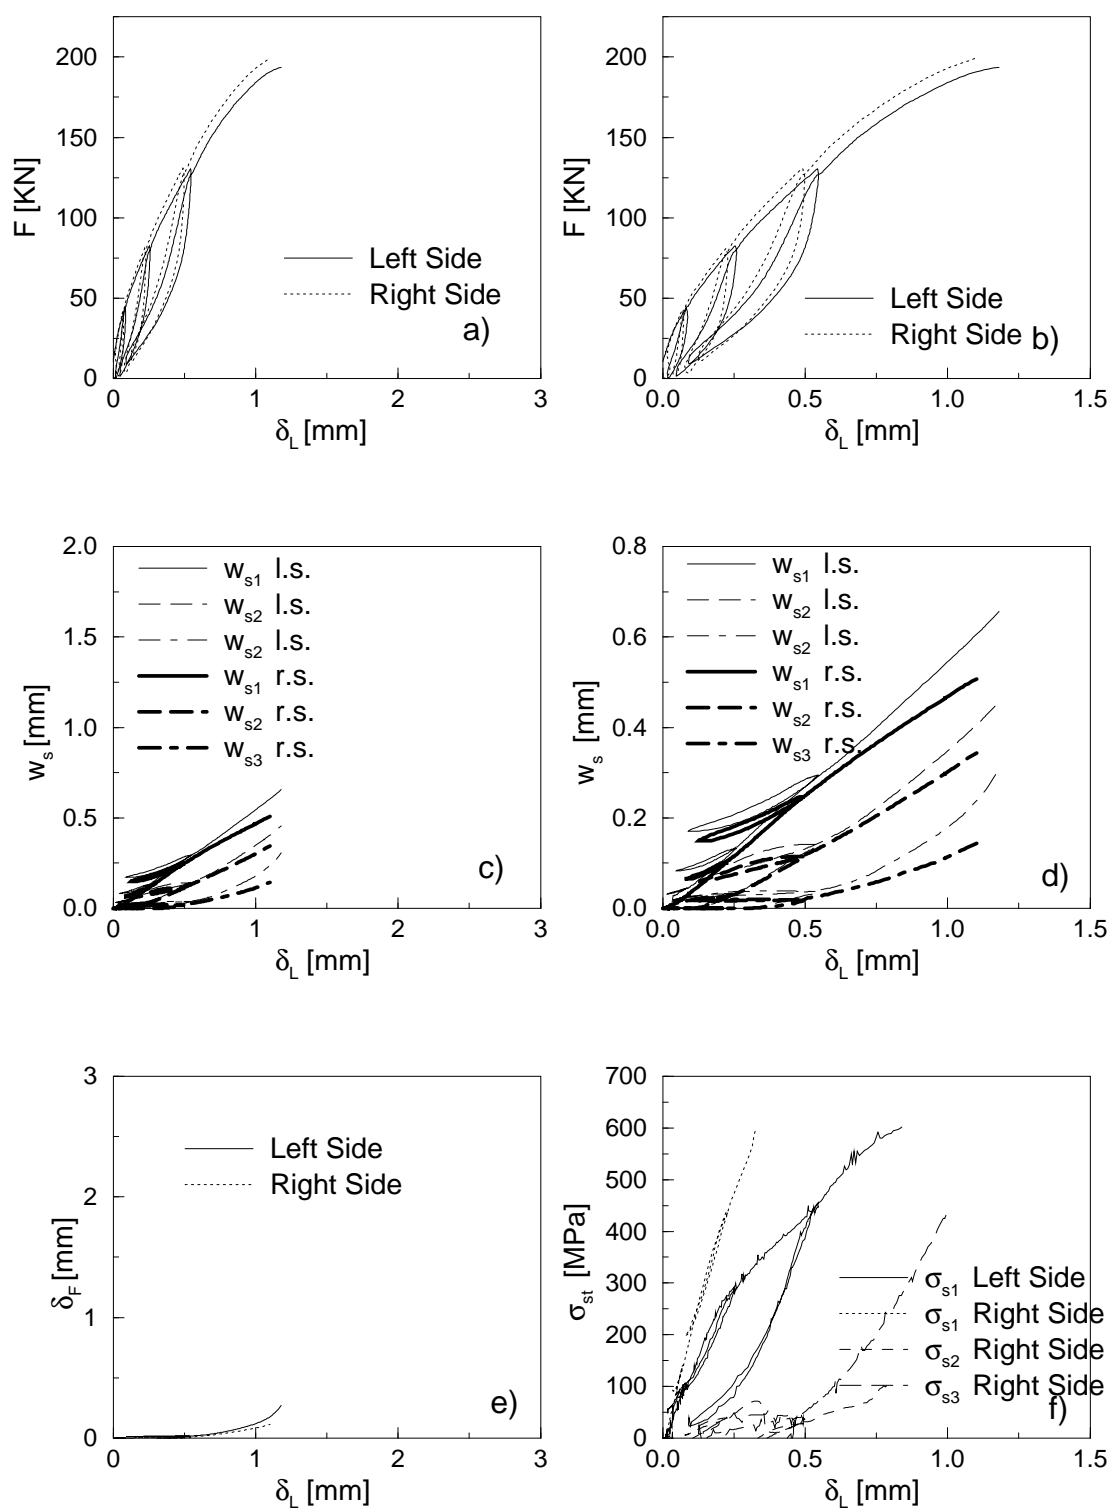 200
150
100
50
0
F [KN]
Left Side
Right Side
a)
0
1
2
3
δL [mm]
200
150
100
50
0
F [KN]
Left Side
Right Side
b)
0.0
0.5
1.0
1.5
δL [mm]
2.0
1.5
1.0
0.5
0.0
ws [mm]
ws1 l.s.
ws2 l.s.
ws2 l.s.
ws1 r.s.
ws2 r.s.
ws3 r.s.
c)
0
1
2
3
δL [mm]
0.8
0.6
0.4
0.2
0.0
ws [mm]
ws1 l.s.
ws2 l.s.
ws2 l.s.
ws1 r.s.
ws2 r.s.
ws3 r.s.
d)
0.0
0.5
1.0
1.5
δL [mm]
3
2
1
0
δF [mm]
Left Side
Right Side
e)
0
1
2
3
δL [mm]
700
600
500
400
300
200
100
0
σst [MPa]
σs1 Left Side
σs1 Right Side
σs2 Right Side
σs3 Right Side
f)
0.0
0.5
1.0
1.5
δL [mm]